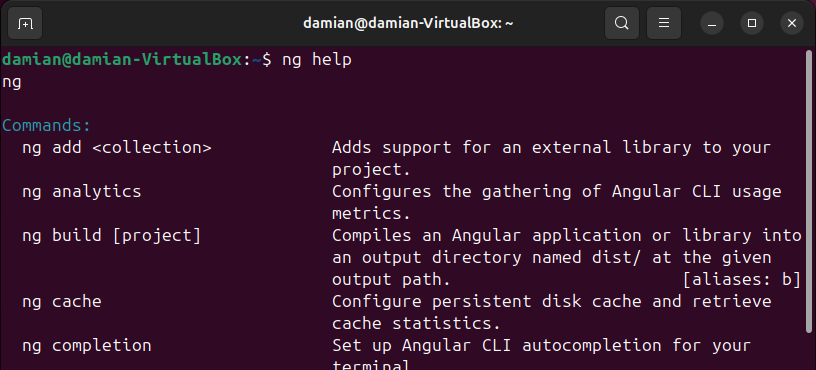 damian@damian-VirtualBox: ~
damian@damian-VirtualBox:~$ ng help
ng
Commands:
ng add <collection> Adds support for an external library to your
project.
ng analytics Configures the gathering of Angular CLI usage
metrics.
ng build [project] Compiles an Angular application or library into
an output directory named dist/ at the given
output path. [aliases: b]
ng cache Configure persistent disk cache and retrieve
cache statistics.
ng completion Set up Angular CLI autocompletion for your
terminal.